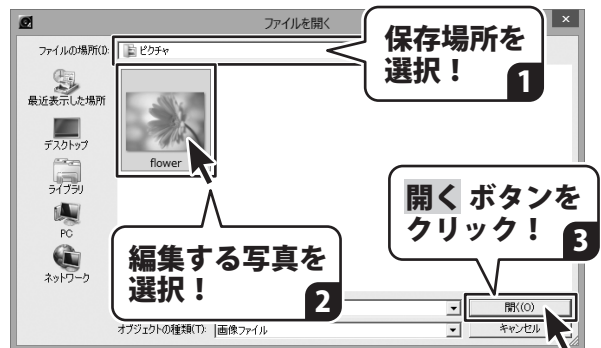 ファイルを開く
×
ファイルの場所(I):
ピクチャ
保存場所を
選択！
1
最近表示した場所
デスクトップ
ライブラリ
PC
ネットワーク
flower
編集する写真を
選択！
2
開く ボタンを
クリック！
3
開く(O)
オブジェクトの種類(T):
画像ファイル
キャンセル